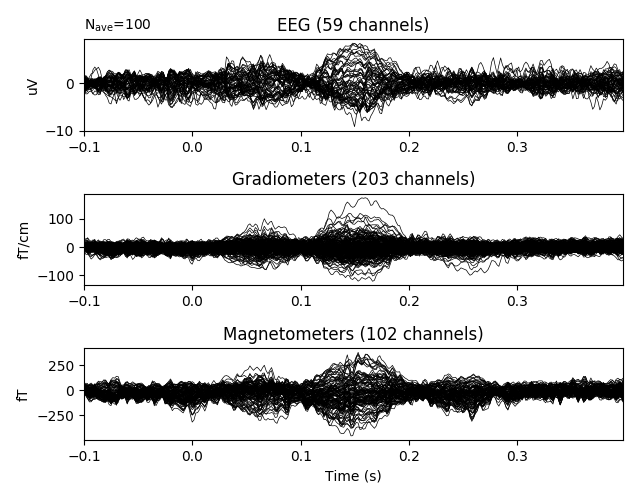 N_ave=100
EEG (59 channels)
uV
0
−10
−0.1 0.0 0.1 0.2 0.3
Gradiometers (203 channels)
fT/cm
100
0
−100
−0.1 0.0 0.1 0.2 0.3
Magnetometers (102 channels)
fT
250
0
−250
−0.1 0.0 0.1 0.2 0.3
Time (s)